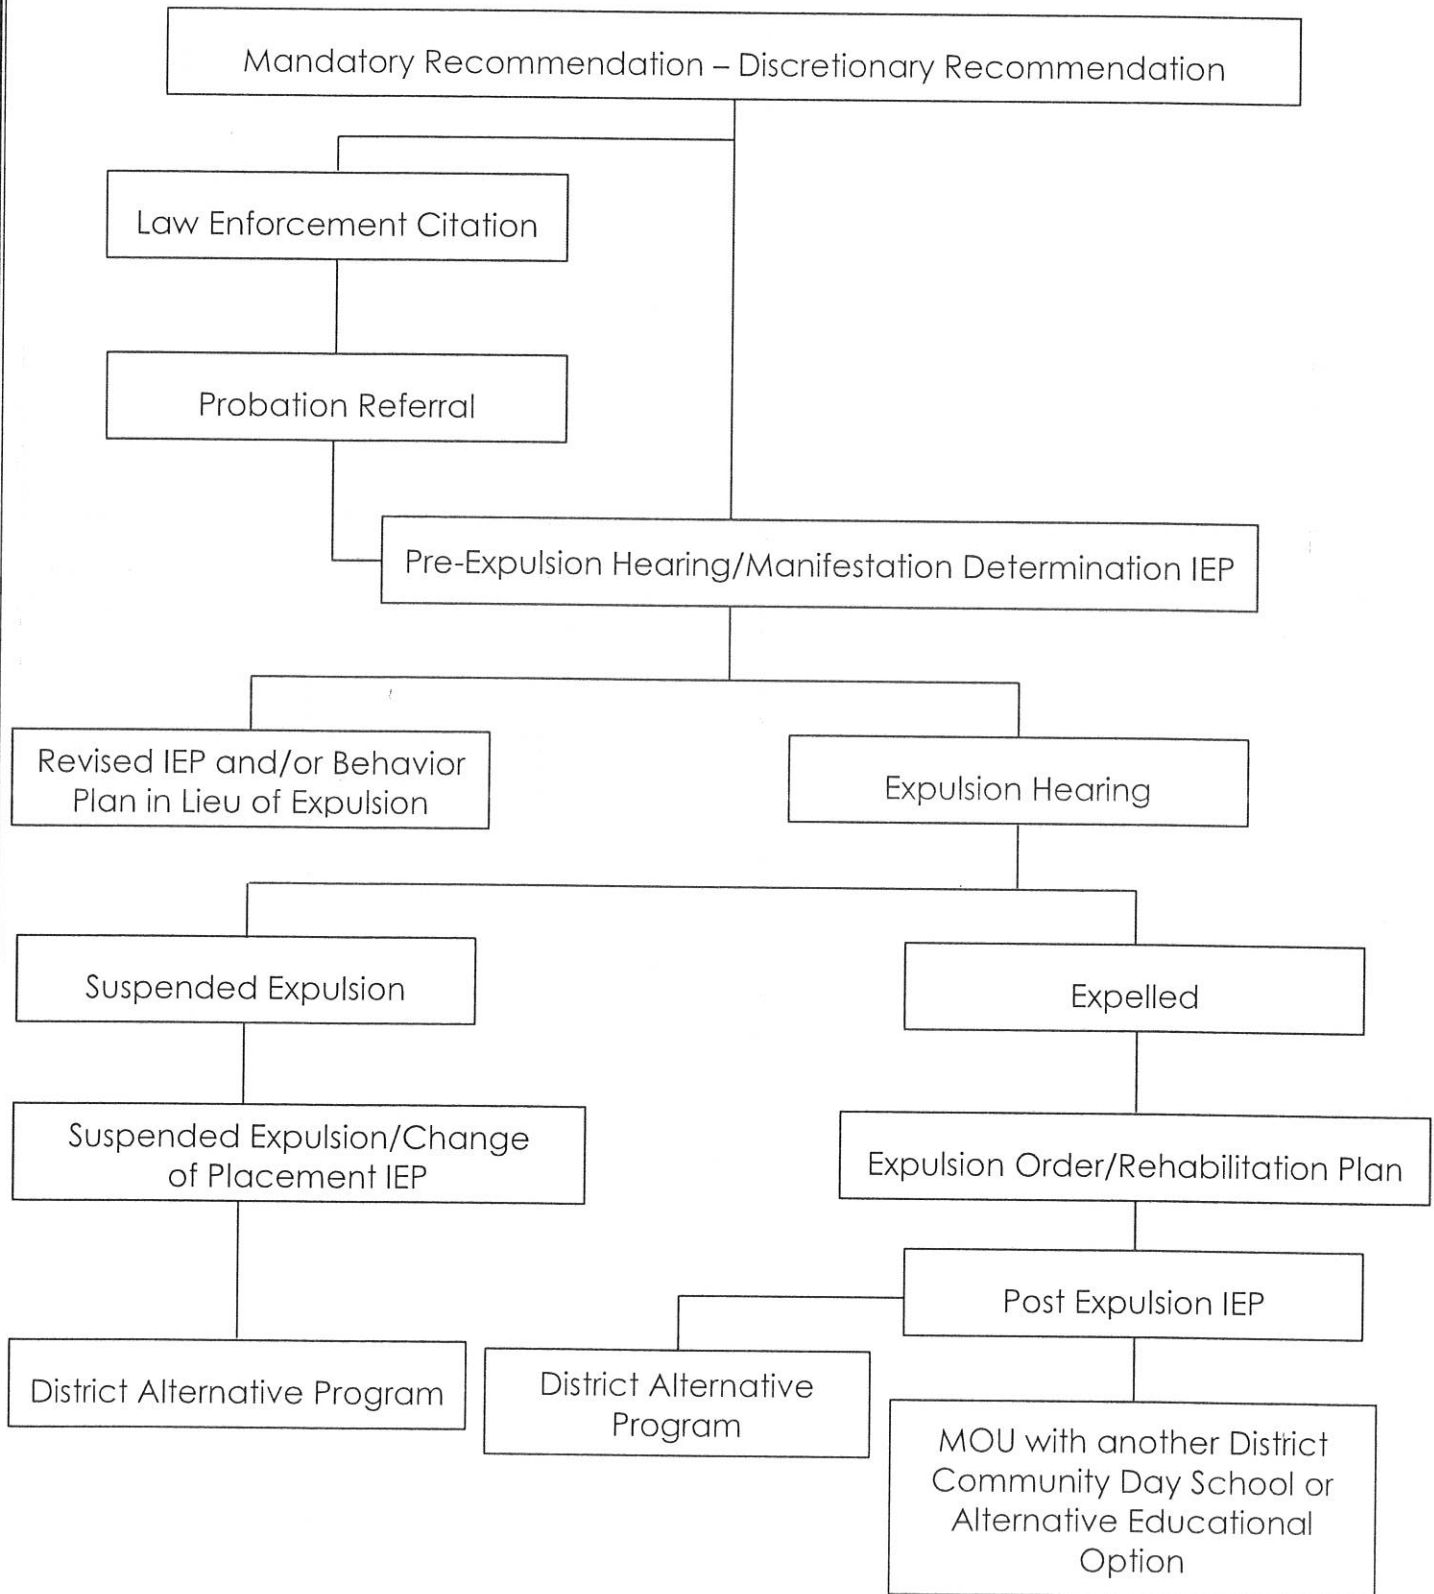 Mandatory Recommendation – Discretionary Recommendation
Law Enforcement Citation
Probation Referral
Pre-Expulsion Hearing/Manifestation Determination IEP
Revised IEP and/or Behavior
Plan in Lieu of Expulsion
Expulsion Hearing
Suspended Expulsion
Expelled
Suspended Expulsion/Change
of Placement IEP
Expulsion Order/Rehabilitation Plan
Post Expulsion IEP
District Alternative Program
District Alternative
Program
MOU with another District
Community Day School or
Alternative Educational
Option